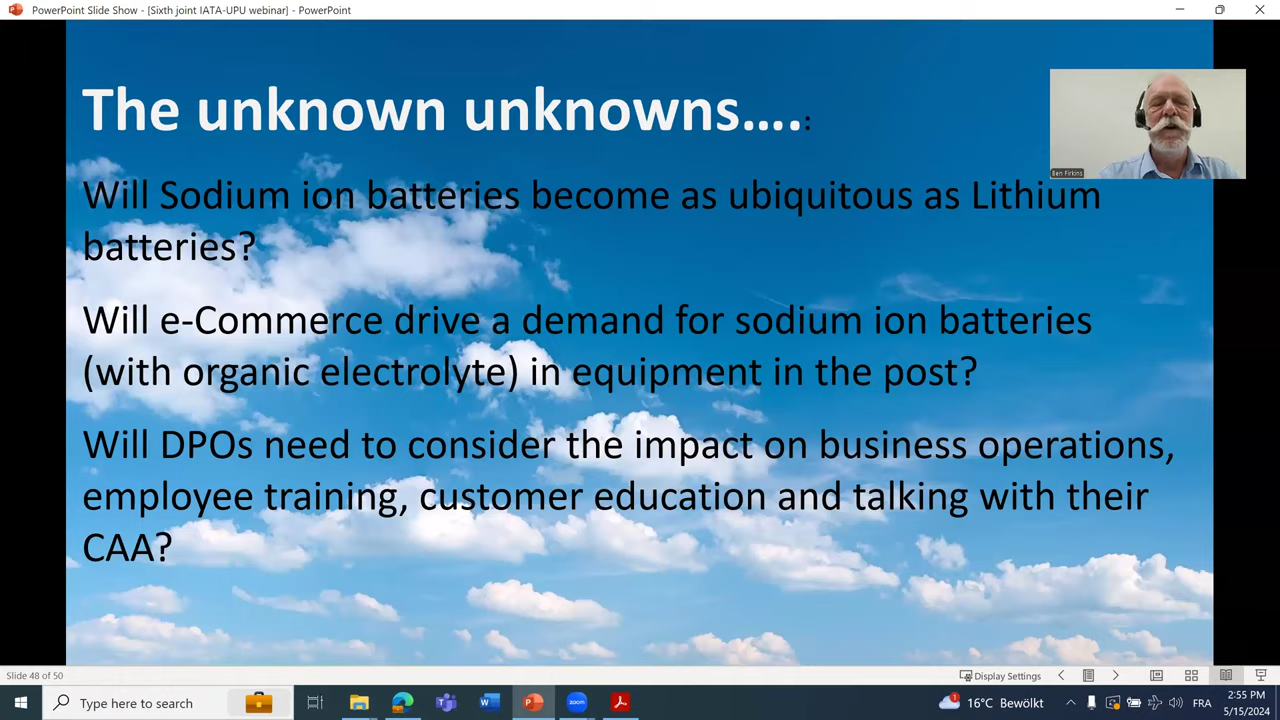 PowerPoint Slide Show - [Sixth joint IATA-UPU webinar] - PowerPoint
The unknown unknowns....:
Ben Firkins
Will Sodium ion batteries become as ubiquitous as Lithium
batteries?
Will e-Commerce drive a demand for sodium ion batteries
(with organic electrolyte) in equipment in the post?
Will DPOs need to consider the impact on business operations,
employee training, customer education and talking with their
CAA?
Slide 48 of 50
Display Settings
Type here to search
zoom
1
16°C Bewölkt
FRA
2:55 PM
5/15/2024